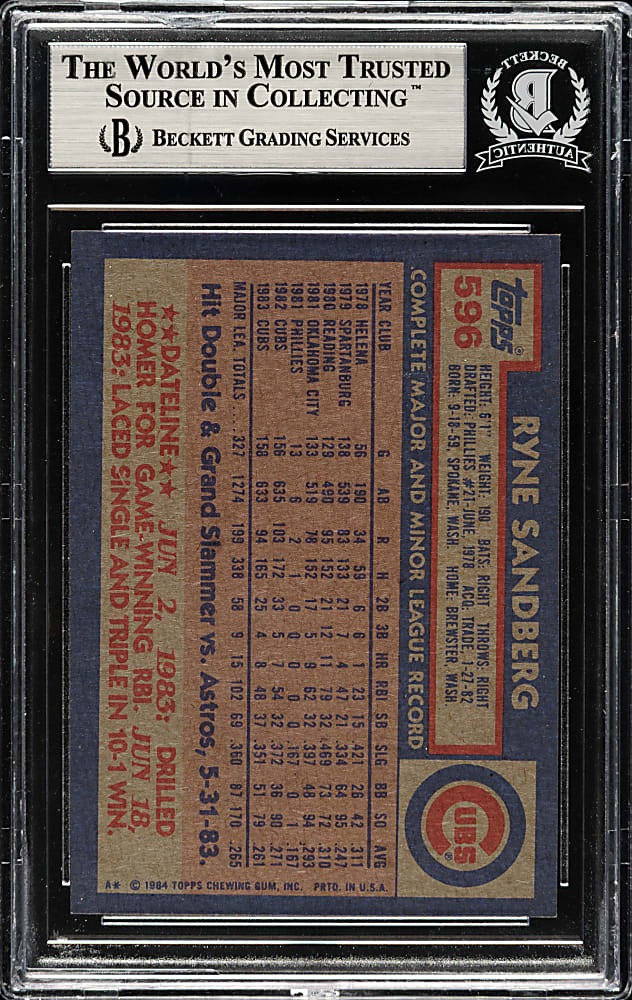 THE WORLD'S MOST TRUSTED
SOURCE IN COLLECTING™
B BECKETT GRADING SERVICES
BECKETT
B
AUTHENTIC
topps®
596
RYNE SANDBERG
HEIGHT: 6'1" WEIGHT: 190 BATS: RIGHT THROWS: RIGHT
DRAFTED: PHILLIES #21-JUNE, 1978 ACQ: TRADE, 1-27-82
BORN: 9-18-59, SPOKANE, WASH. HOME: BREWSTER, WASH
COMPLETE MAJOR AND MINOR LEAGUE RECORD
CUBS®
YEAR CLUB G AB R H 2B 3B HR RBI SB SLG BB SO AVG
1978 HELENA 56 190 34 59 6 6 1 23 15 .421 26 42 .311
1979 SPARTANBURG 138 539 83 133 21 7 4 47 21 .334 64 95 .247
1980 READING 129 490 95 152 21 12 11 79 32 .469 73 72 .310
1981 OKLAHOMA CITY 133 519 78 152 17 5 9 62 32 .397 48 94 .293
1981 PHILLIES 13 6 2 1 0 0 0 0 0 .167 0 1 .167
1982 CUBS 156 635 103 172 33 5 7 54 32 .372 36 90 .271
1983 CUBS 158 633 94 165 25 4 8 48 37 .351 51 79 .261
MAJOR LEA. TOTALS ... 327 1274 199 338 58 9 15 102 69 .360 87 170 .265
Hit Double & Grand Slammer vs. Astros, 5-31-83.
★★DATELINE★★ JUN 2, 1983: DRILLED
HOMER FOR GAME-WINNING RBI. JUN 18,
1983: LACED SINGLE AND TRIPLE IN 10-1 WIN.
A* © 1984 TOPPS CHEWING GUM, INC. PRTD. IN U.S.A.